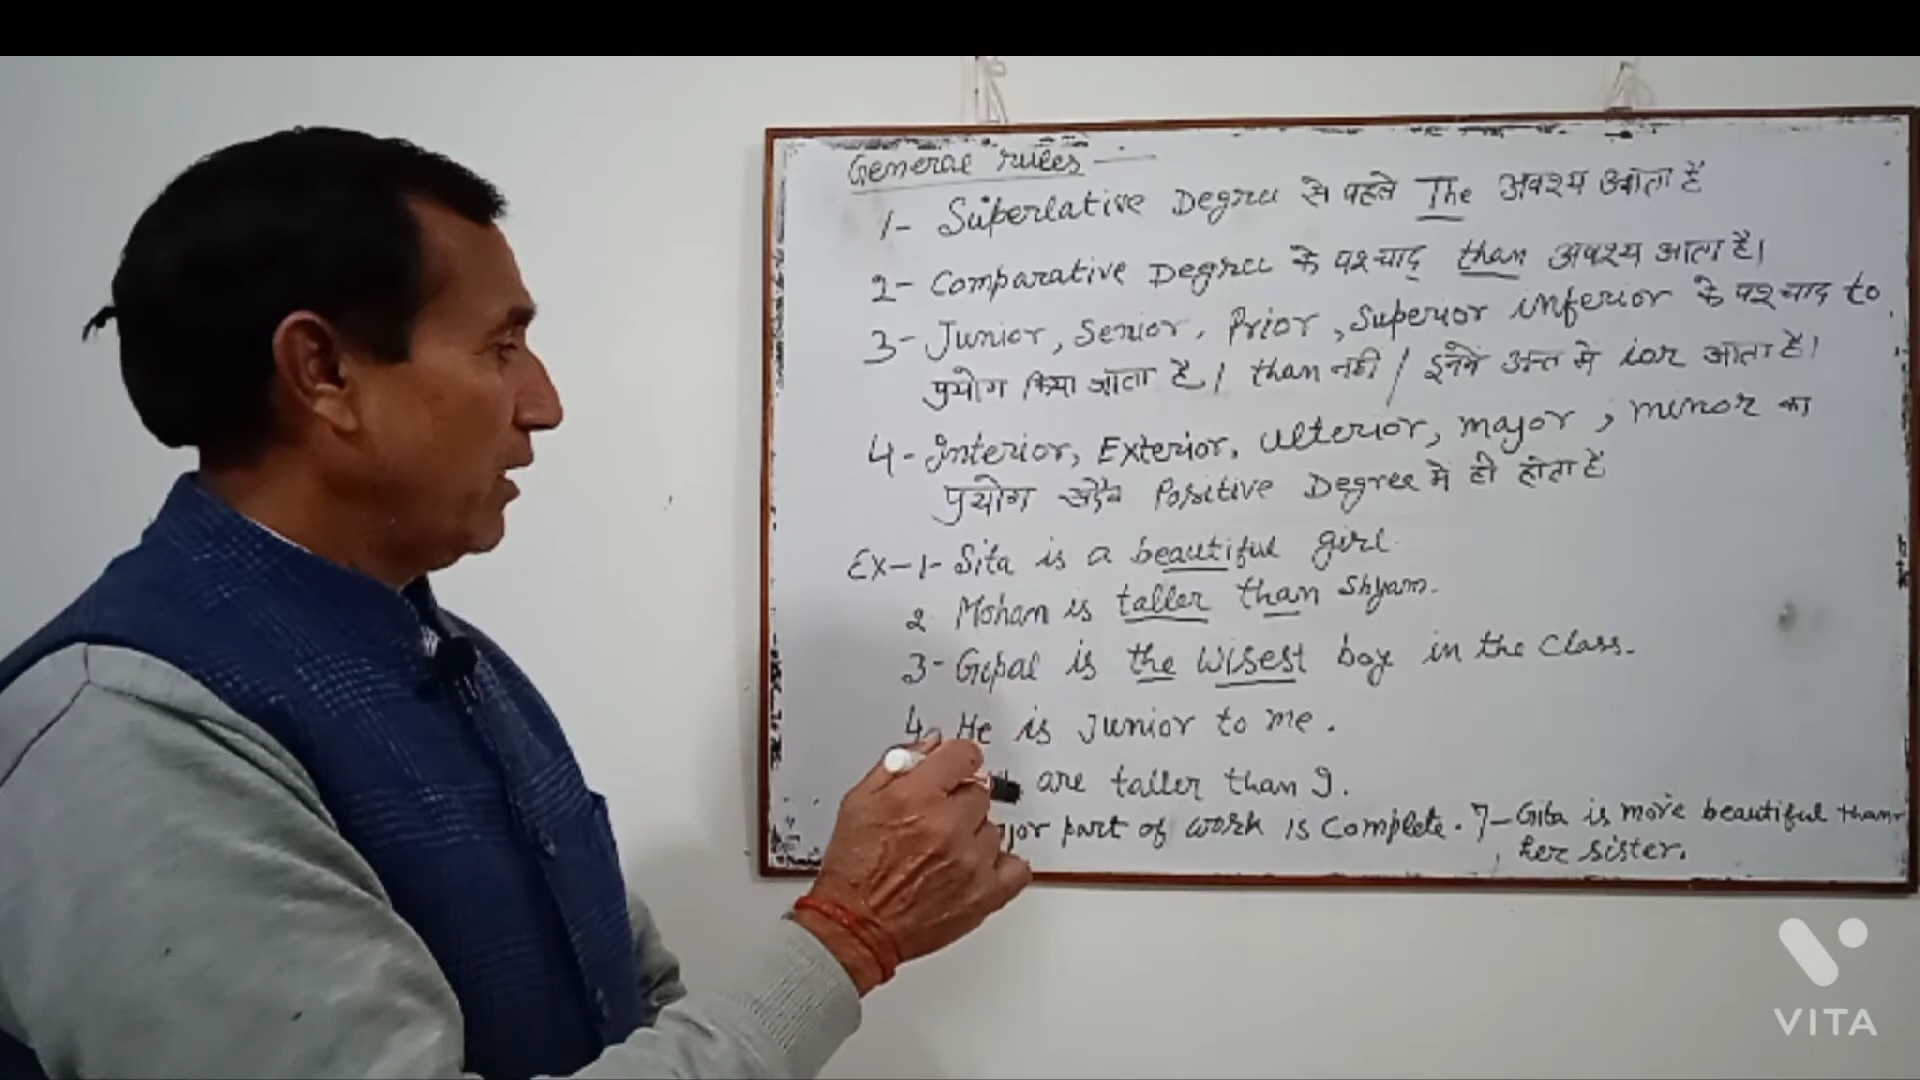 General rules —
1- Superlative Degree से पहले The अवश्य आता है
2- Comparative Degree के पश्चाद् than अवश्य आता है।
3- Junior, Senior, Prior, Superior inferior के पश्चाद to
प्रयोग किया जाता है। than नही / इनके अन्त मे ior आता है।
4- Interior, Exterior, ulterior, major, minor का
प्रयोग सदैव Positive Degree मे ही होता है
Ex-1- Sita is a beautiful girl.
2 Mohan is taller than Shyam.
3- Gopal is the wisest boy in the Class.
4- He is Junior to me.
are taller than I.
part of work is complete. 7- Gita is more beautiful than
her sister.
VITA